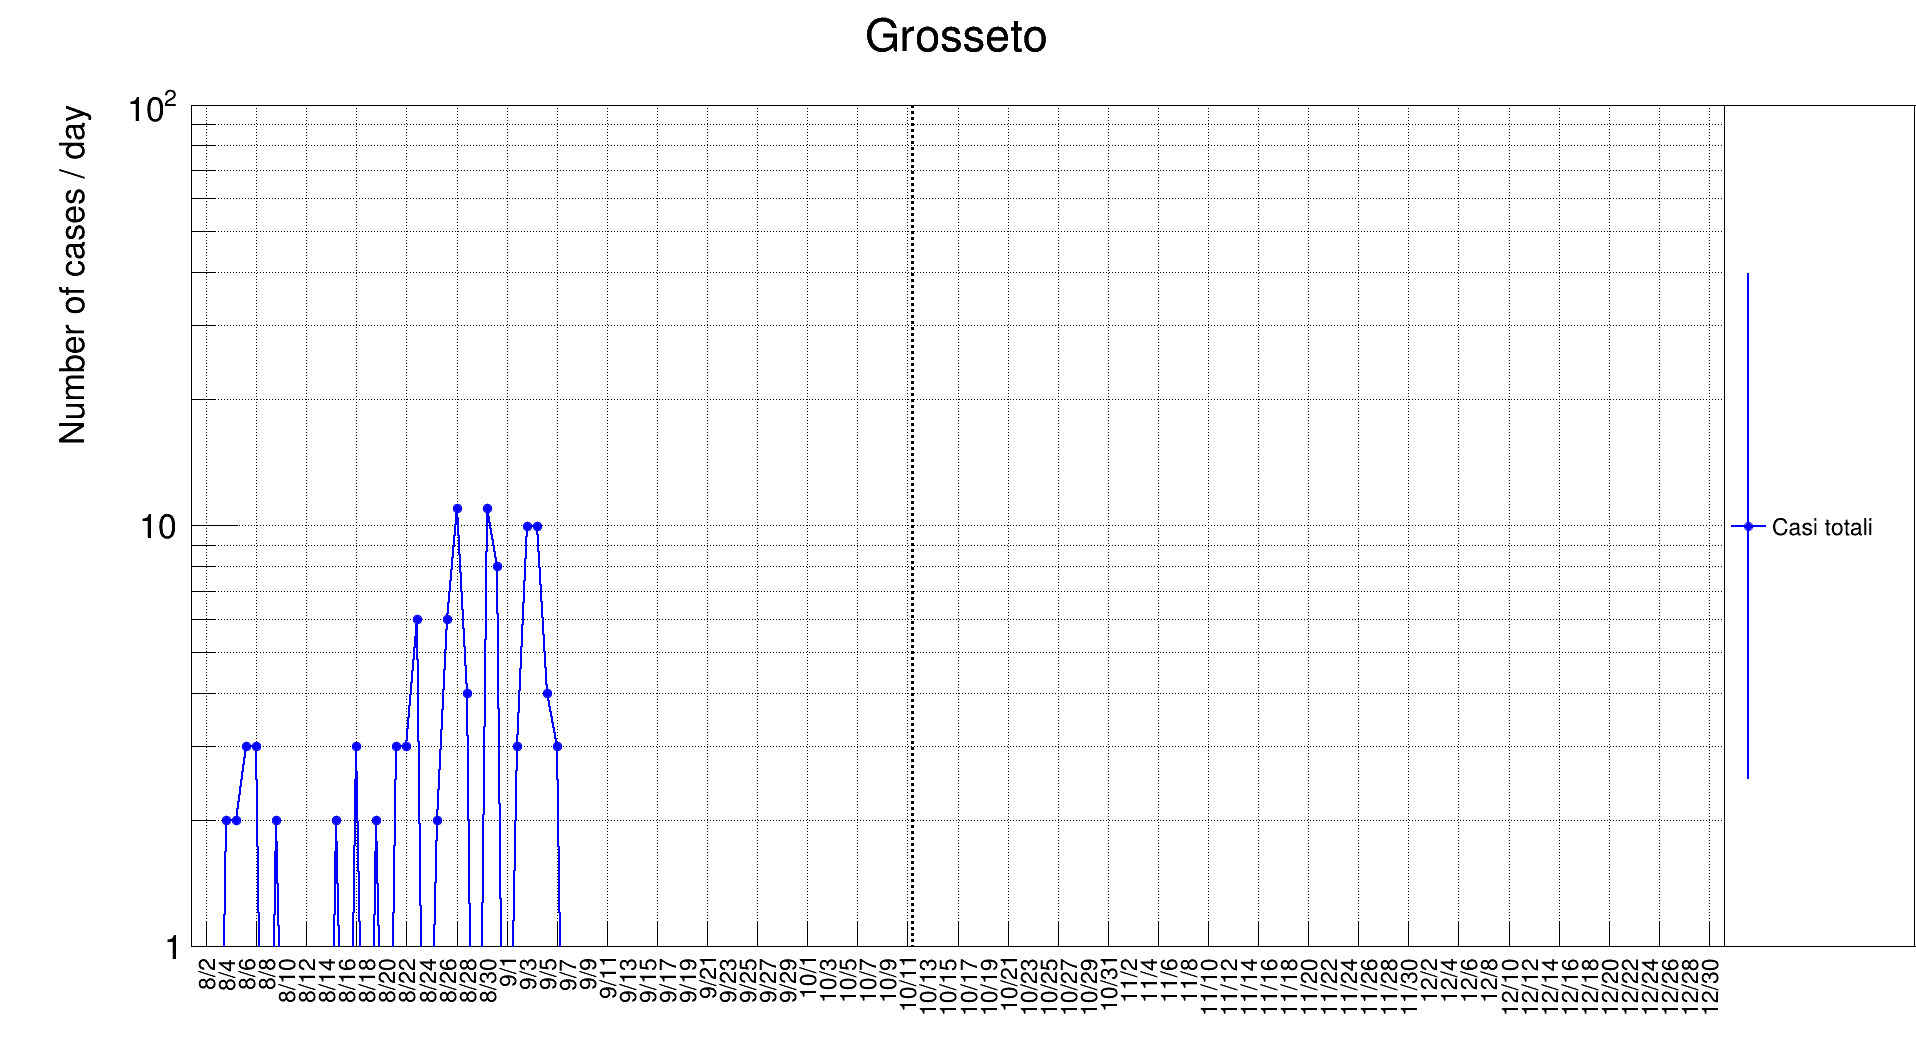 Grosseto
Number of cases / day
10²
10
1
8/2 8/4 8/6 8/8 8/10 8/12 8/14 8/16 8/18 8/20 8/22 8/24 8/26 8/28 8/30 9/1 9/3 9/5 9/7 9/9 9/11 9/13 9/15 9/17 9/19 9/21 9/23 9/25 9/27 9/29 10/1 10/3 10/5 10/7 10/9 10/11 10/13 10/15 10/17 10/19 10/21 10/23 10/25 10/27 10/29 10/31 11/2 11/4 11/6 11/8 11/10 11/12 11/14 11/16 11/18 11/20 11/22 11/24 11/26 11/28 11/30 12/2 12/4 12/6 12/8 12/10 12/12 12/14 12/16 12/18 12/20 12/22 12/24 12/26 12/28 12/30
Casi totali